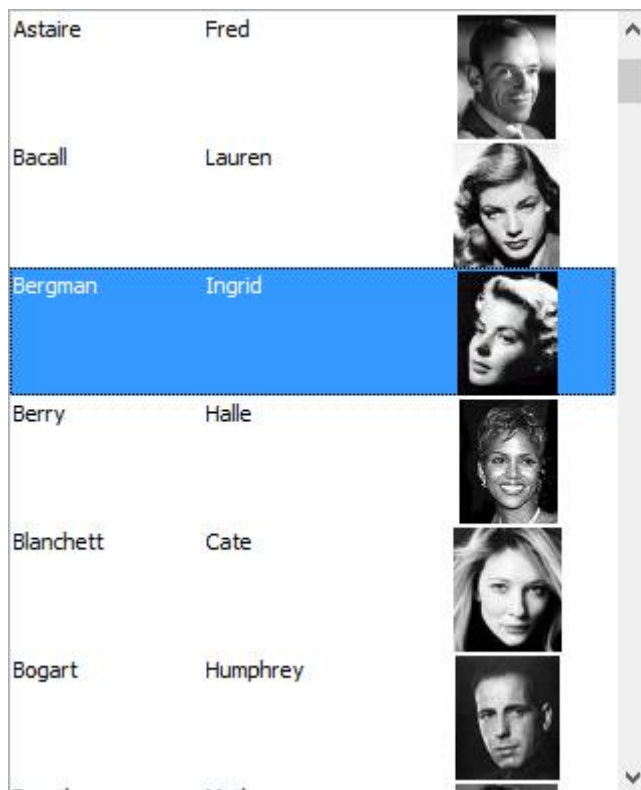 Astaire Fred
Bacall Lauren
Bergman Ingrid
Berry Halle
Blanchett Cate
Bogart Humphrey